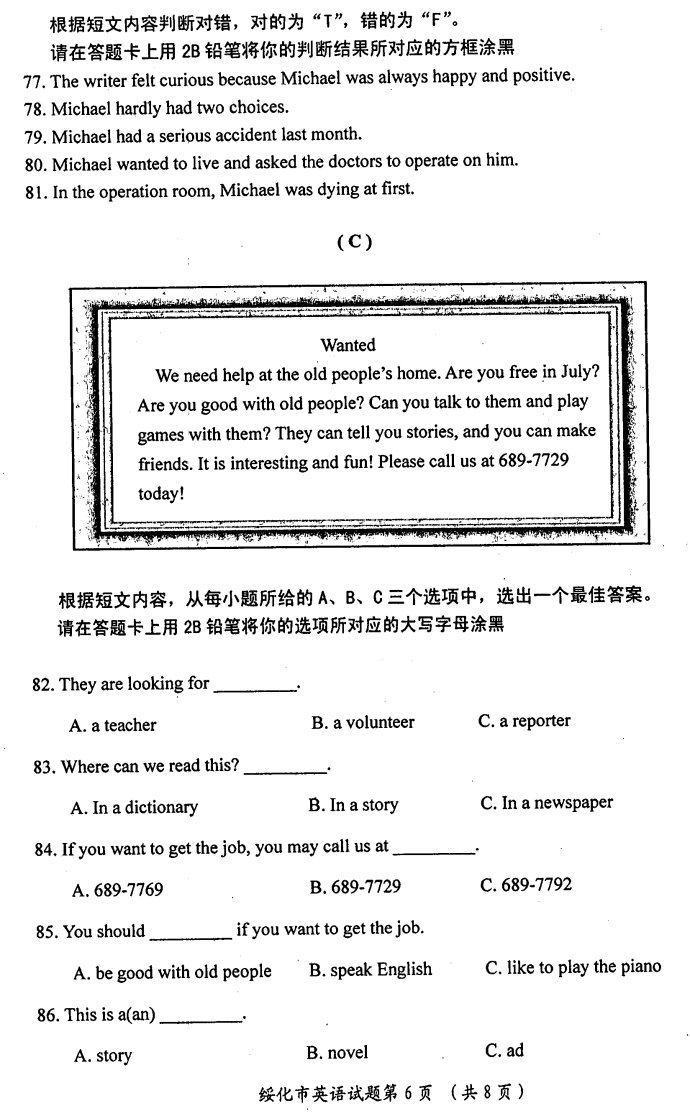 根据短文内容判断对错，对的为“T”，错的为“F”。
请在答题卡上用 2B 铅笔将你的判断结果所对应的方框涂黑
77. The writer felt curious because Michael was always happy and positive.
78. Michael hardly had two choices.
79. Michael had a serious accident last month.
80. Michael wanted to live and asked the doctors to operate on him.
81. In the operation room, Michael was dying at first.
( C )
Wanted
We need help at the old people's home. Are you free in July?
Are you good with old people? Can you talk to them and play
games with them? They can tell you stories, and you can make
friends. It is interesting and fun! Please call us at 689-7729
today!
根据短文内容，从每小题所给的 A、B、C 三个选项中，选出一个最佳答案。
请在答题卡上用 2B 铅笔将你的选项所对应的大写字母涂黑
82. They are looking for _________.
A. a teacher B. a volunteer C. a reporter
83. Where can we read this? _________.
A. In a dictionary B. In a story C. In a newspaper
84. If you want to get the job, you may call us at _________.
A. 689-7769 B. 689-7729 C. 689-7792
85. You should _________ if you want to get the job.
A. be good with old people B. speak English C. like to play the piano
86. This is a(an) _________.
A. story B. novel C. ad
绥化市英语试题第 6 页 （共 8 页）